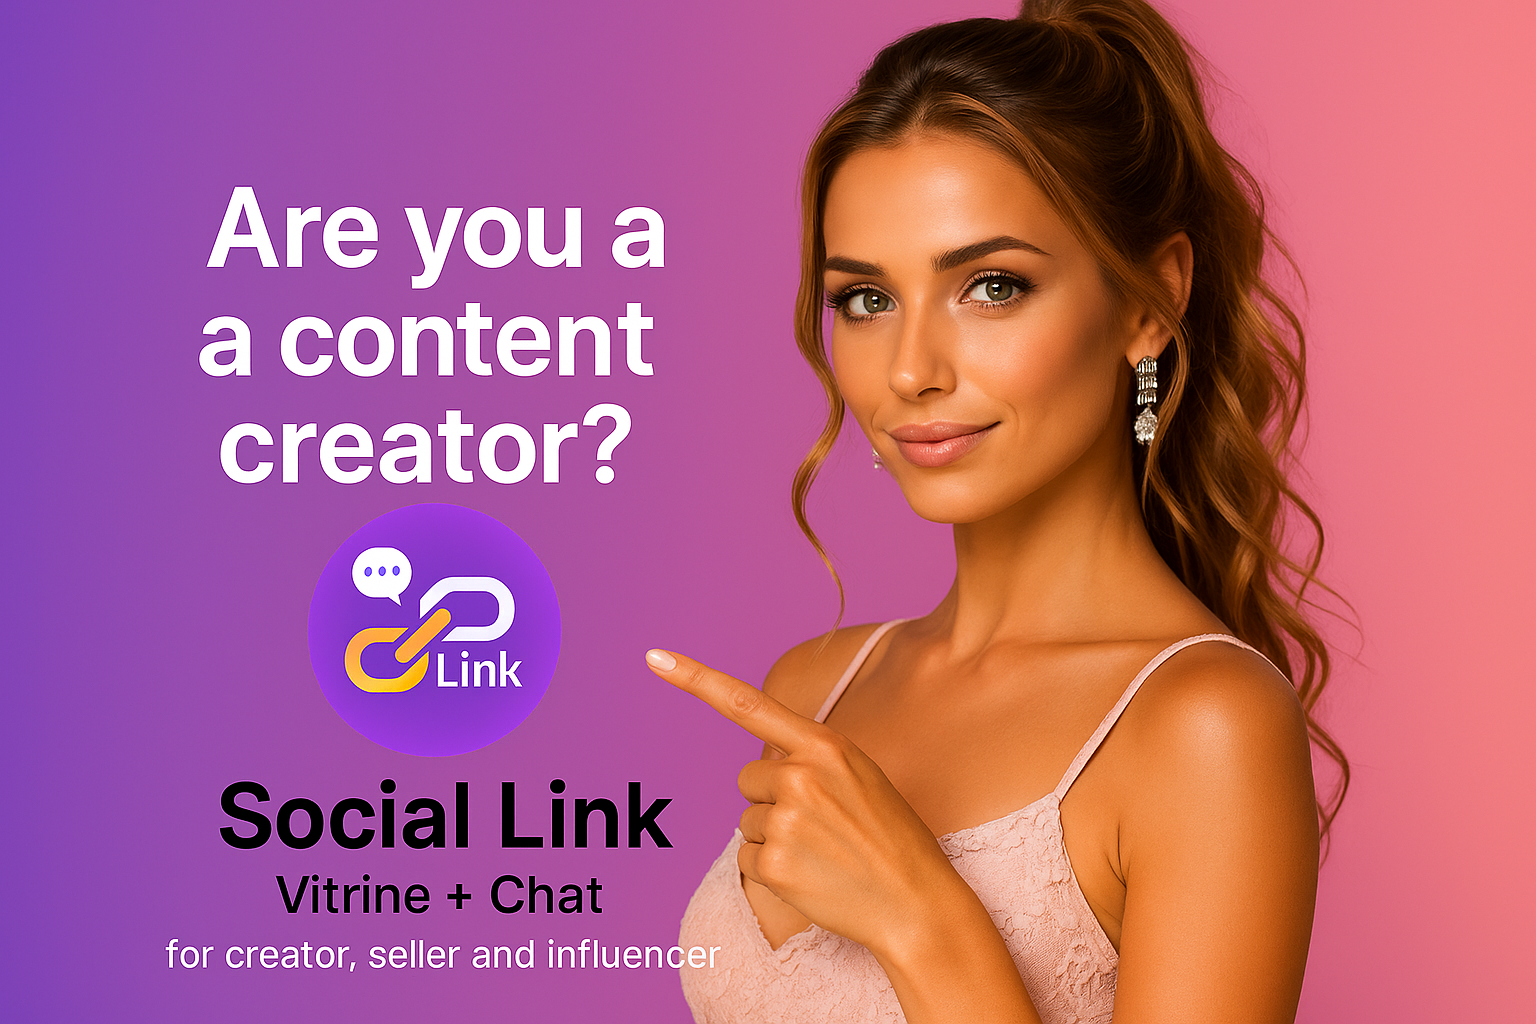 Are you a
a content
creator?
Link
Social Link
Vitrine + Chat
for creator, seller and influencer